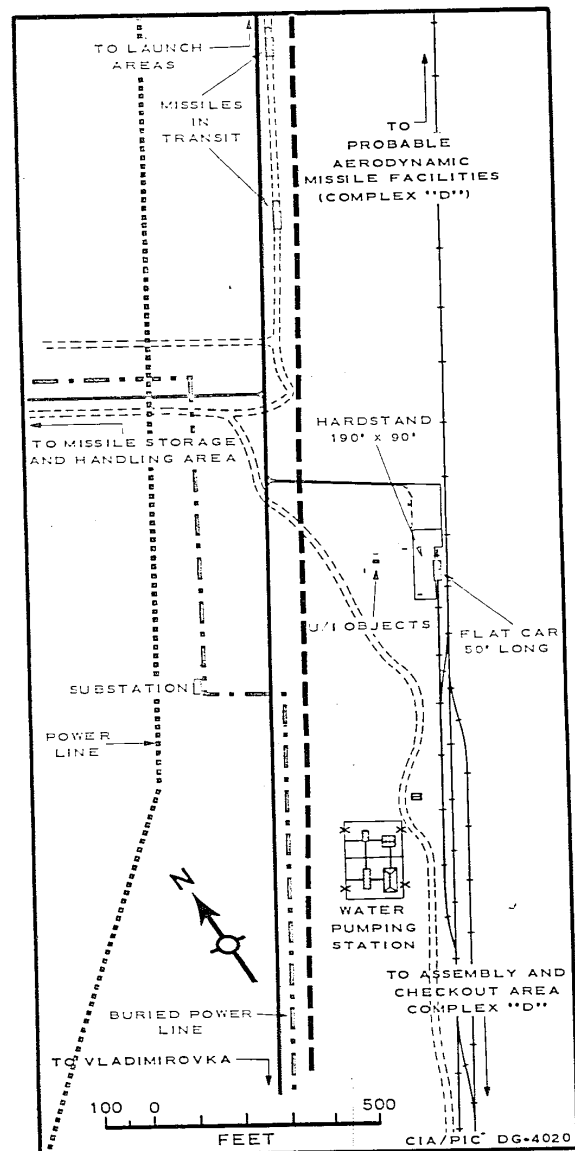 TO LAUNCH
AREAS
MISSILES
IN
TRANSIT
TO
PROBABLE
AERODYNAMIC
MISSILE FACILITIES
(COMPLEX "D")
HARDSTAND
190' x 90'
TO MISSILE STORAGE
AND HANDLING AREA
U/I OBJECTS
FLAT CAR
50' LONG
SUBSTATION
POWER
LINE
N
WATER
PUMPING
STATION
TO ASSEMBLY AND
CHECKOUT AREA
COMPLEX "D"
BURIED POWER
LINE
TO VLADIMIROVKA
100 0 500
FEET
CIA/PIC DG-4020